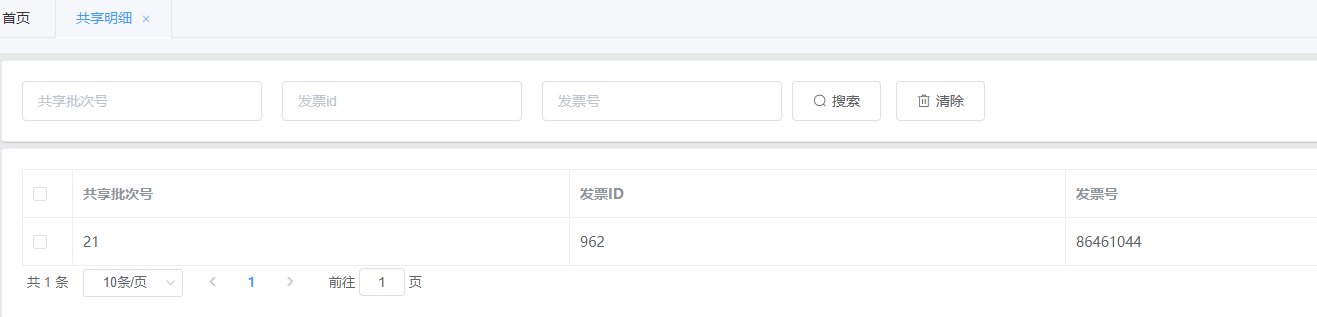 首页 共享明细 ×
共享批次号 发票id 发票号 搜索 清除
共享批次号 发票ID 发票号
21 962 86461044
共 1 条 10条/页 1 前往 1 页